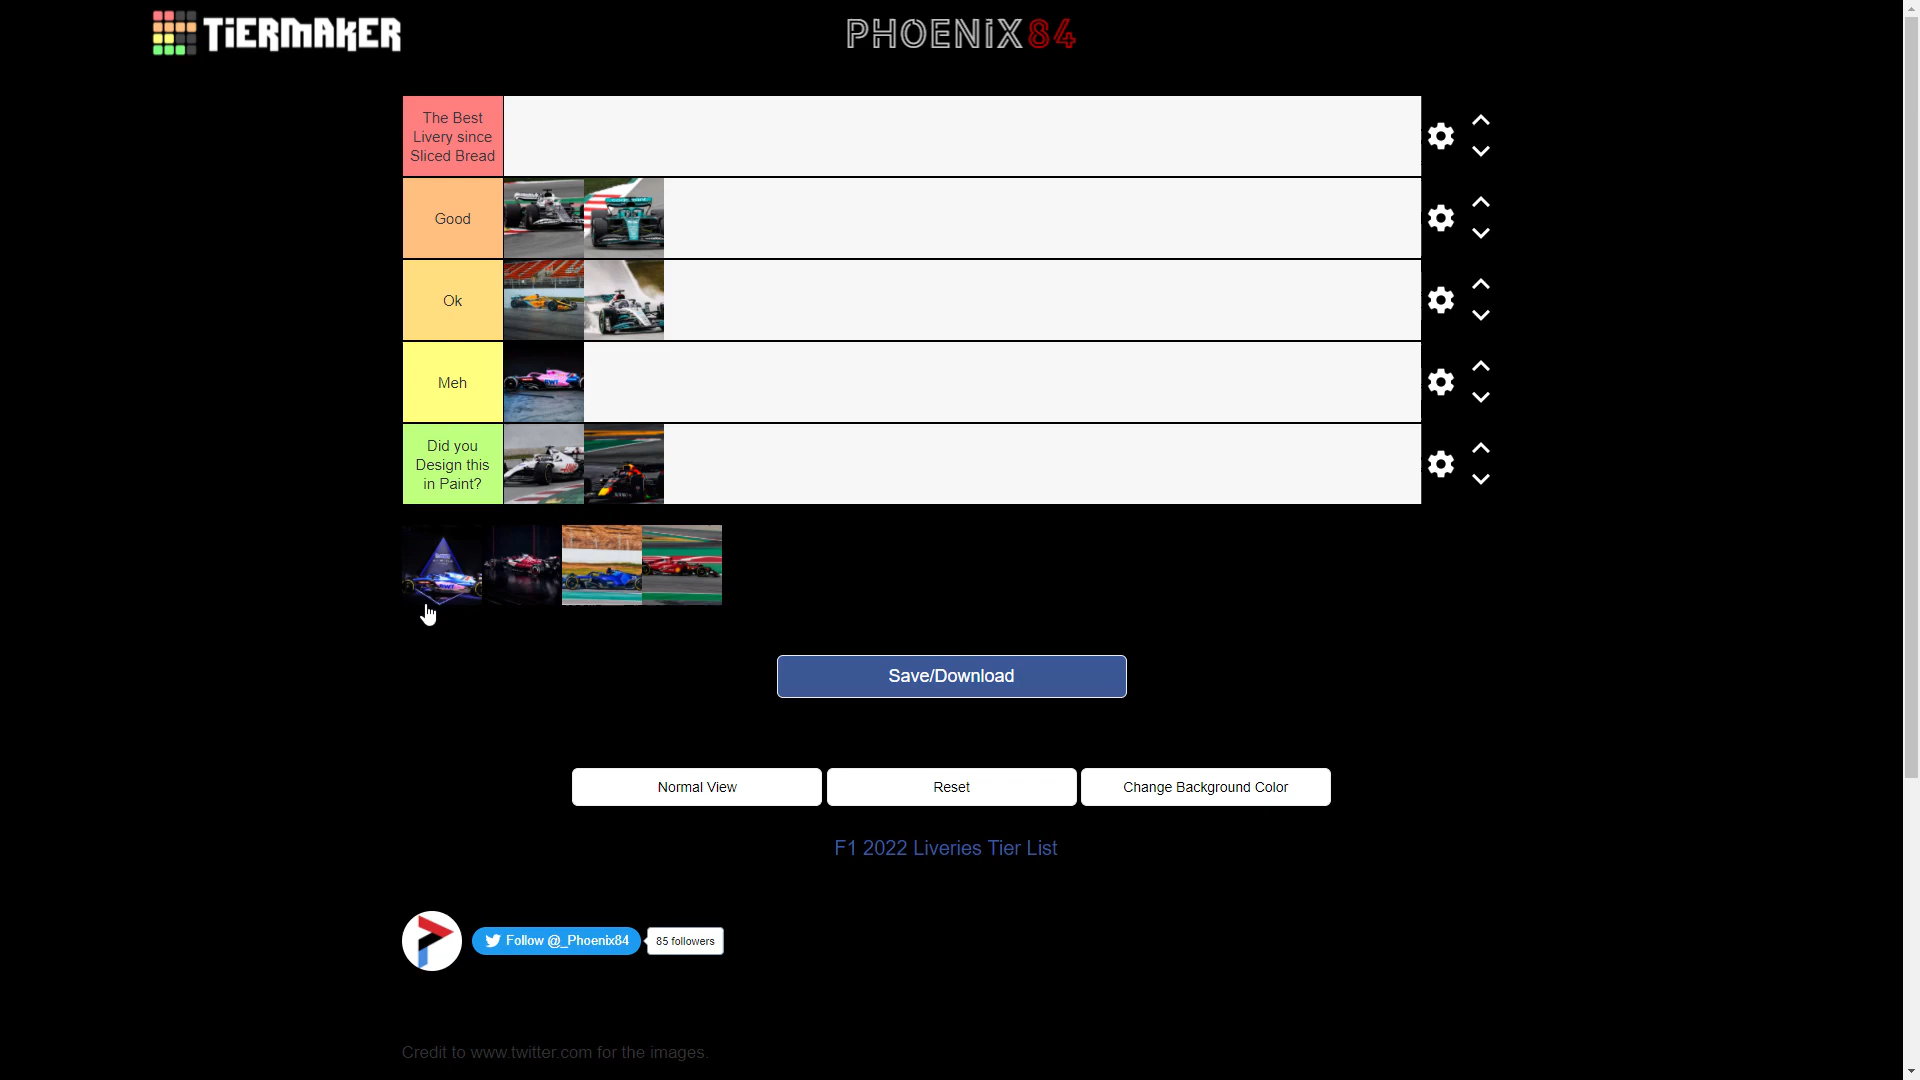 TiERMAKER
PHOENiX84
The Best
Livery since
Sliced Bread
Good
Ok
Meh
Did you
Design this
in Paint?
Save/Download
Normal View
Reset
Change Background Color
F1 2022 Liveries Tier List
Follow @_Phoenix84
85 followers
Credit to www.twitter.com for the images.